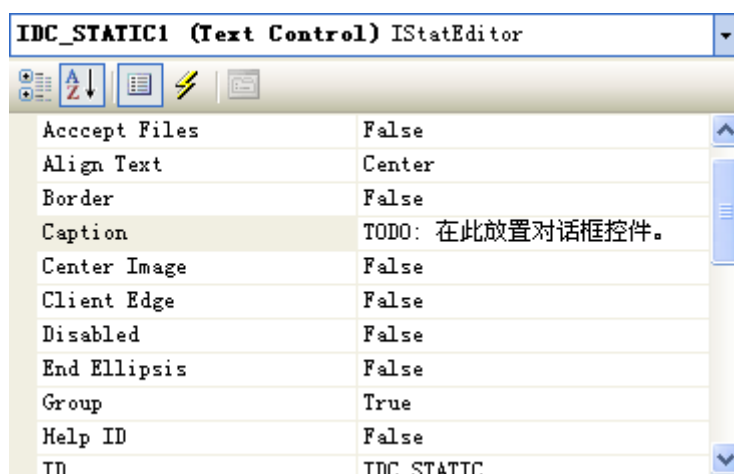 IDC_STATIC1 (Text Control) IStatEditor
Acccept Files False
Align Text Center
Border False
Caption TODO: 在此放置对话框控件。
Center Image False
Client Edge False
Disabled False
End Ellipsis False
Group True
Help ID False
ID IDC_STATIC